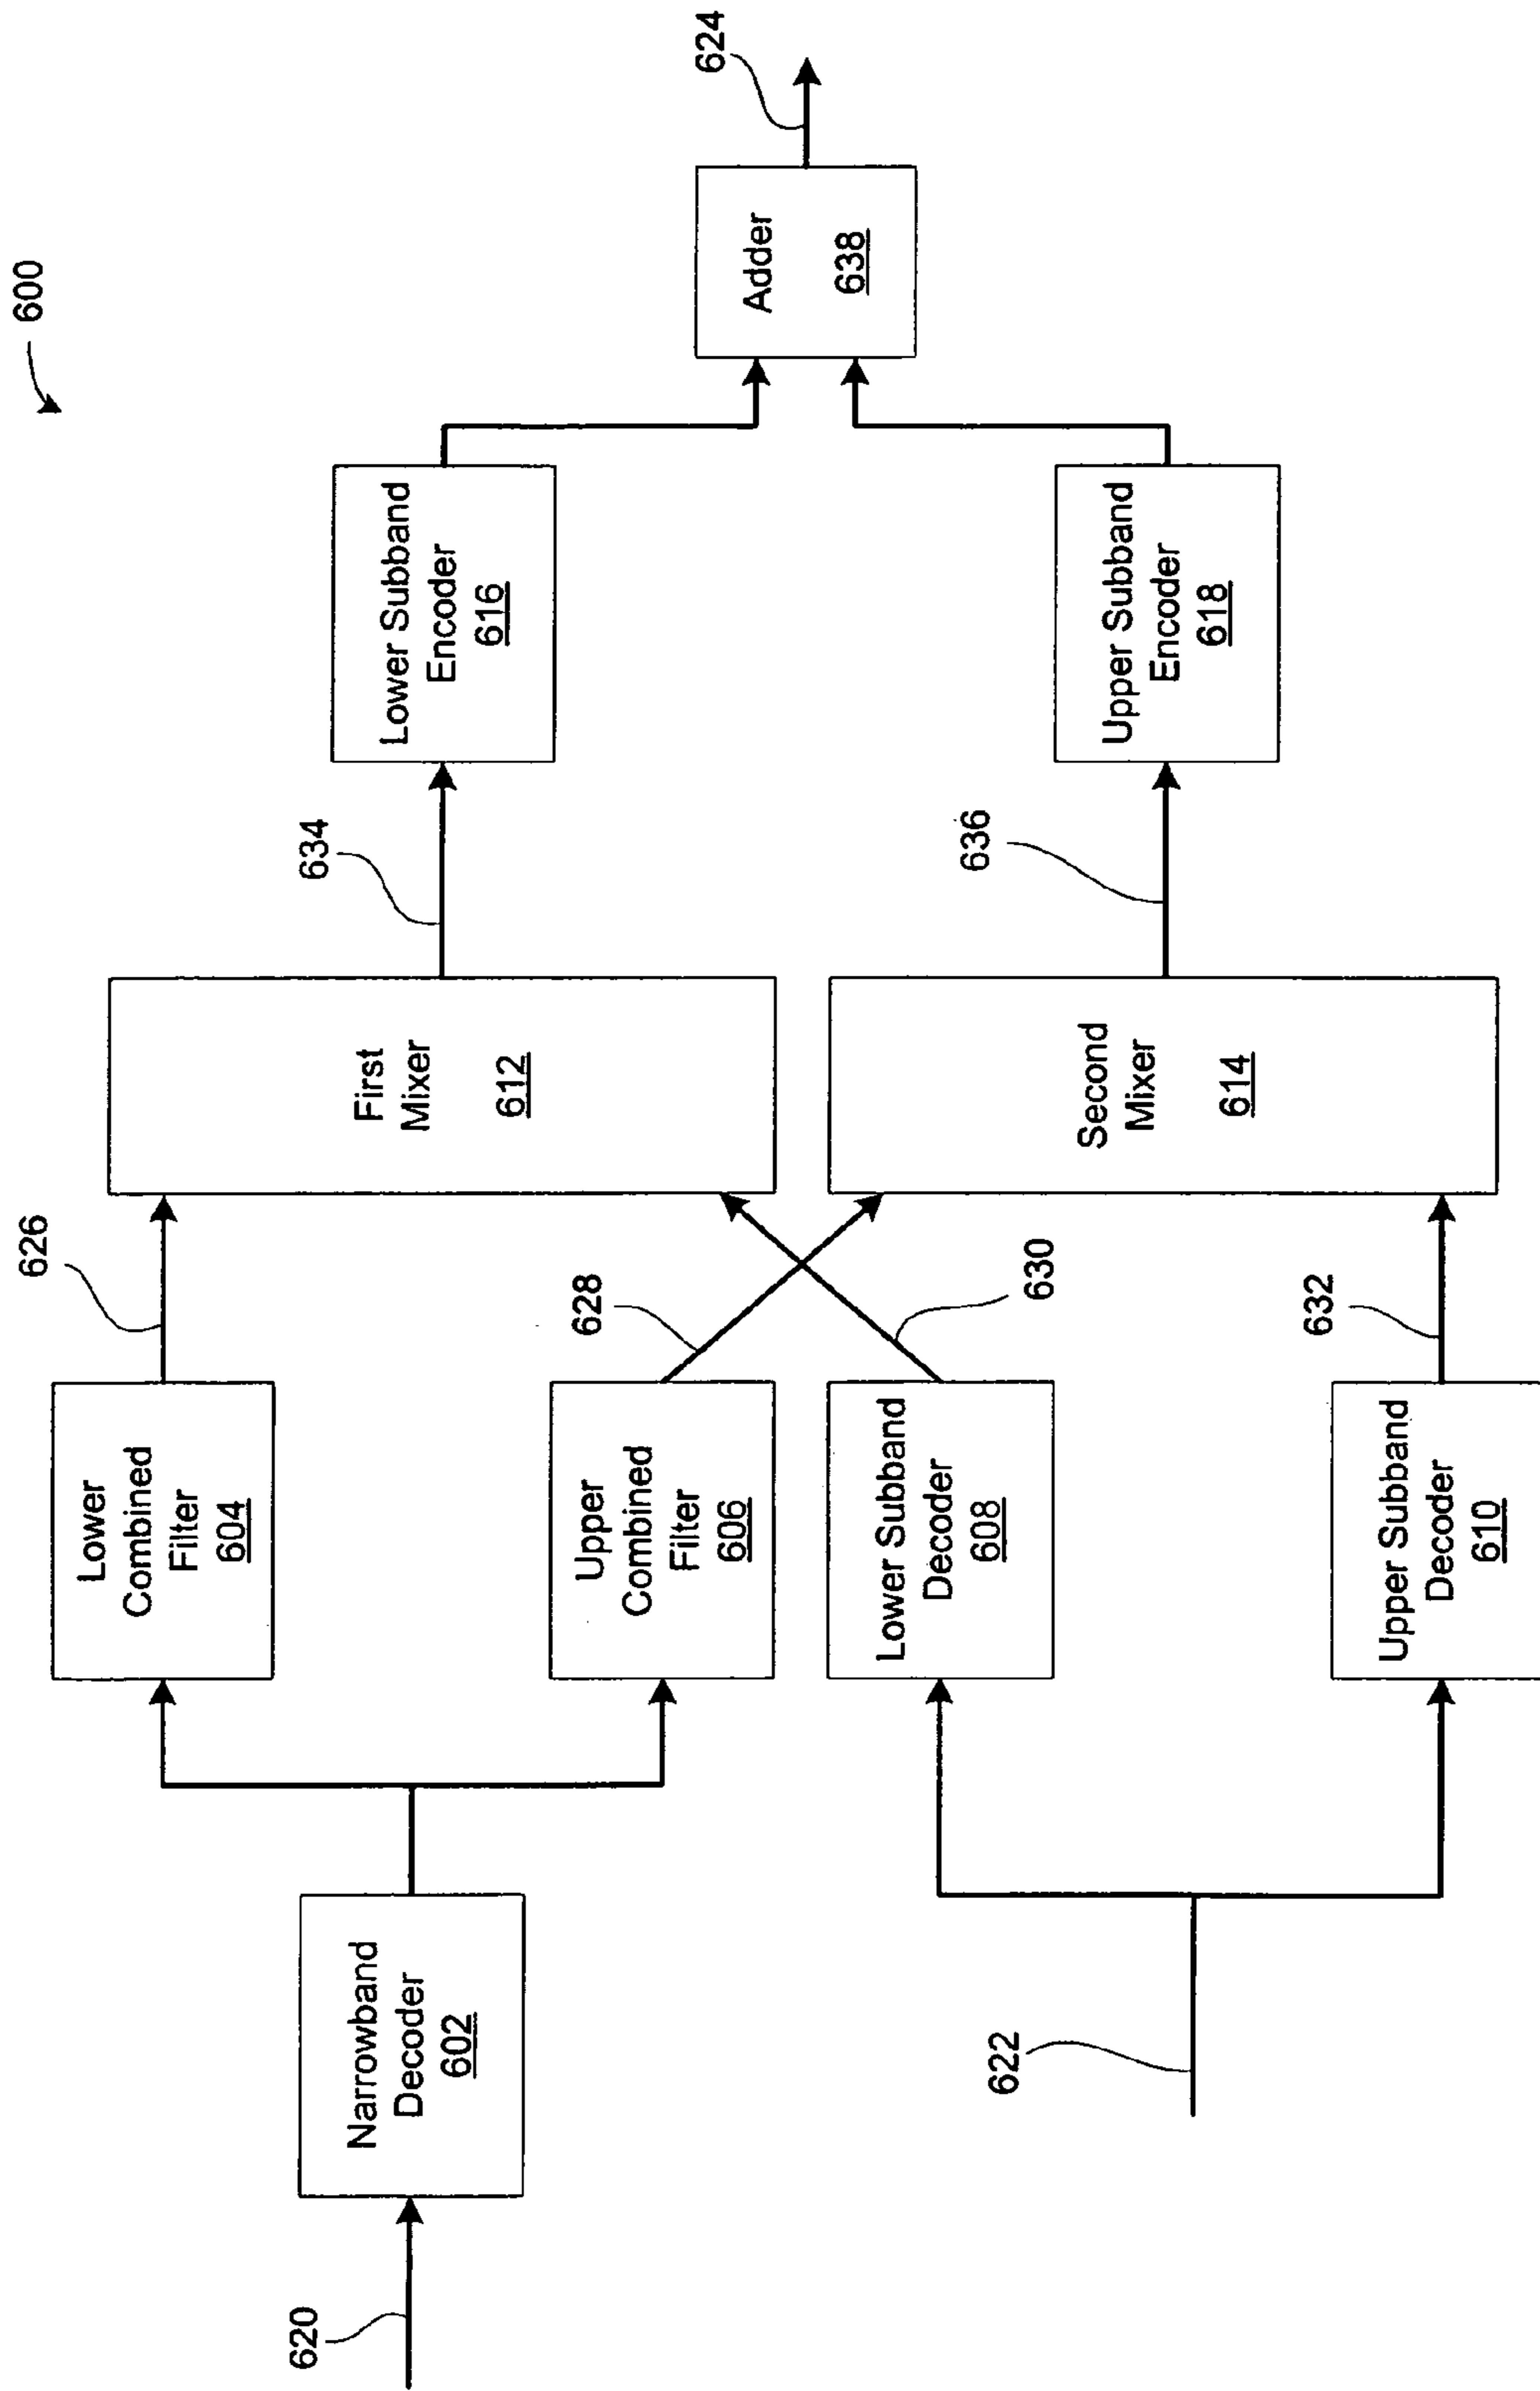 600
620
Narrowband
Decoder
602
622
Lower
Combined
Filter
604
Upper
Combined
Filter
606
Lower Subband
Decoder
608
Upper Subband
Decoder
610
626
628
630
632
First
Mixer
612
Second
Mixer
614
634
636
Lower Subband
Encoder
616
Upper Subband
Encoder
618
Adder
638
624